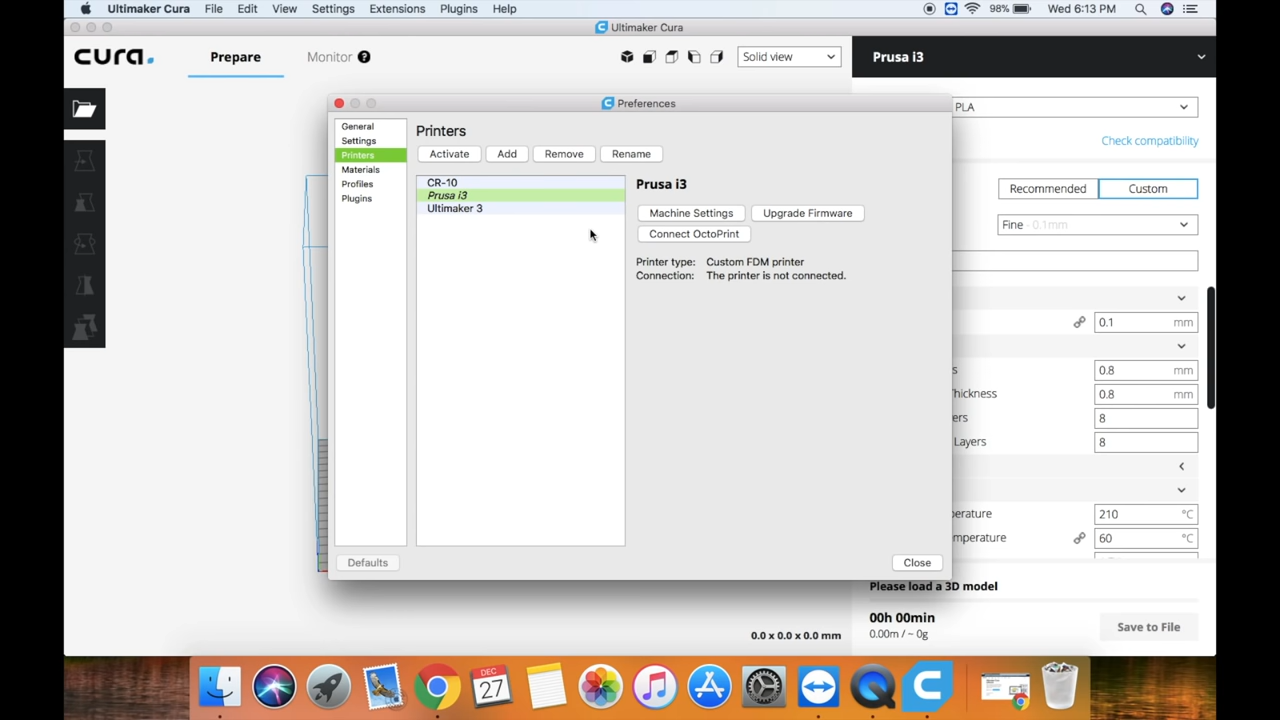 Ultimaker Cura File Edit View Settings Extensions Plugins Help 98% Wed 6:13 PM
Ultimaker Cura
cura. Prepare Monitor ? Solid view Prusa i3
Preferences
PLA
Check compatibility
Recommended Custom
Fine - 0.1mm
General
Settings
Printers
Materials
Profiles
Plugins
Printers
Activate Add Remove Rename
CR-10
Prusa i3
Ultimaker 3
Prusa i3
Machine Settings Upgrade Firmware
Connect OctoPrint
Printer type: Custom FDM printer
Connection: The printer is not connected.
0.1 mm
0.8 mm
0.8 mm
8
Layers 8
210 °C
60 °C
Defaults Close
Please load a 3D model
00h 00min
0.00m / ~ 0g
Save to File
0.0 x 0.0 x 0.0 mm
DEC
27